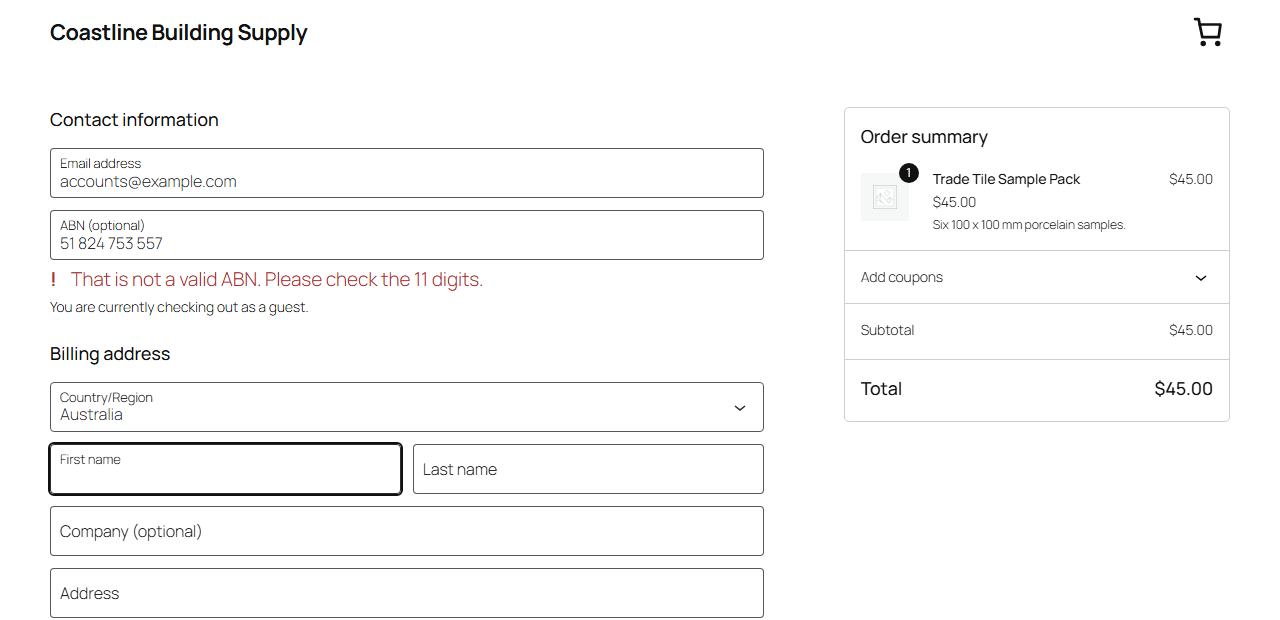 Coastline Building Supply
Contact information
Email address
accounts@example.com
ABN (optional)
51 824 753 557
! That is not a valid ABN. Please check the 11 digits.
You are currently checking out as a guest.
Billing address
Country/Region
Australia
First name
Last name
Company (optional)
Address
Order summary
1
Trade Tile Sample Pack $45.00
$45.00
Six 100 x 100 mm porcelain samples.
Add coupons
Subtotal $45.00
Total $45.00